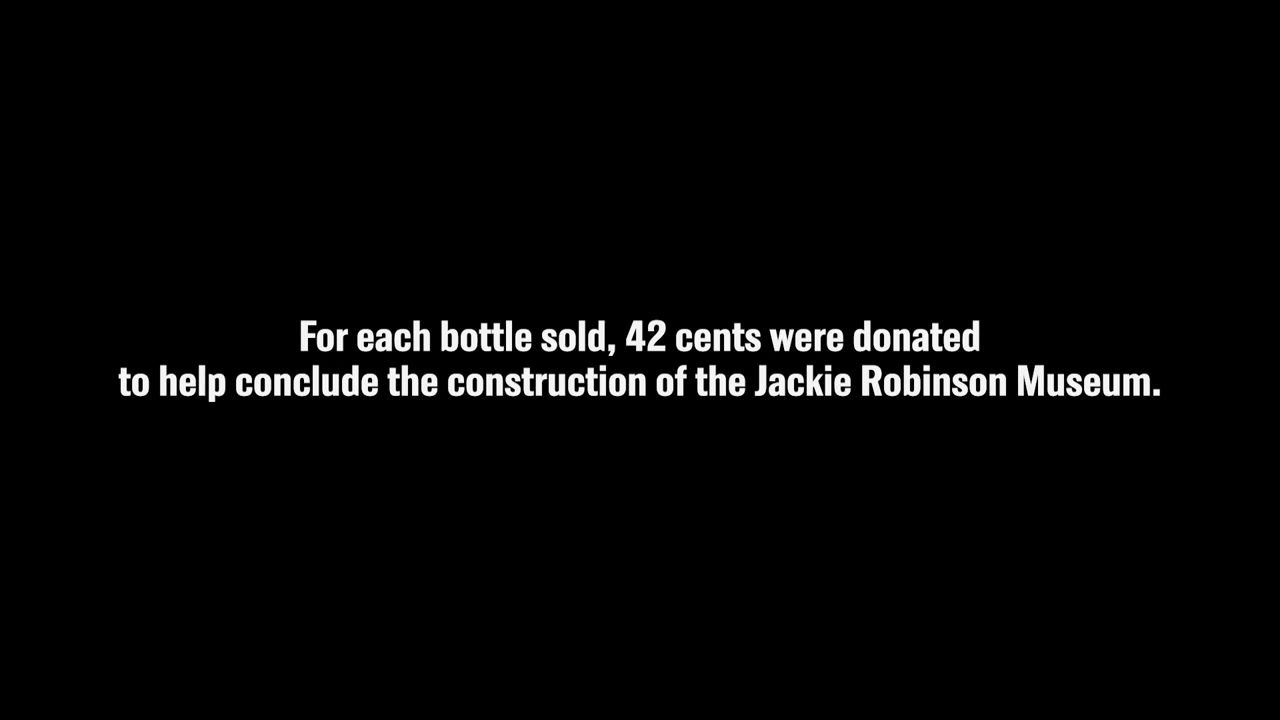 For each bottle sold, 42 cents were donated
to help conclude the construction of the Jackie Robinson Museum.